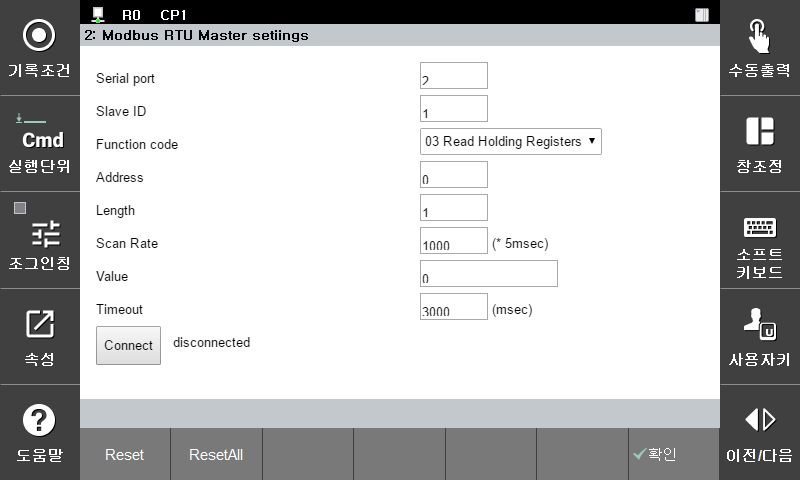 R0 CP1
2: Modbus RTU Master setiings
기록조건
Cmd
실행단위
조그인칭
속성
도움말
Serial port 2
Slave ID 1
Function code 03 Read Holding Registers
Address 0
Length 1
Scan Rate 1000 (* 5msec)
Value 0
Timeout 3000 (msec)
Connect disconnected
Reset ResetAll 확인
수동출력
창조정
소프트
키보드
U
사용자키
이전/다음